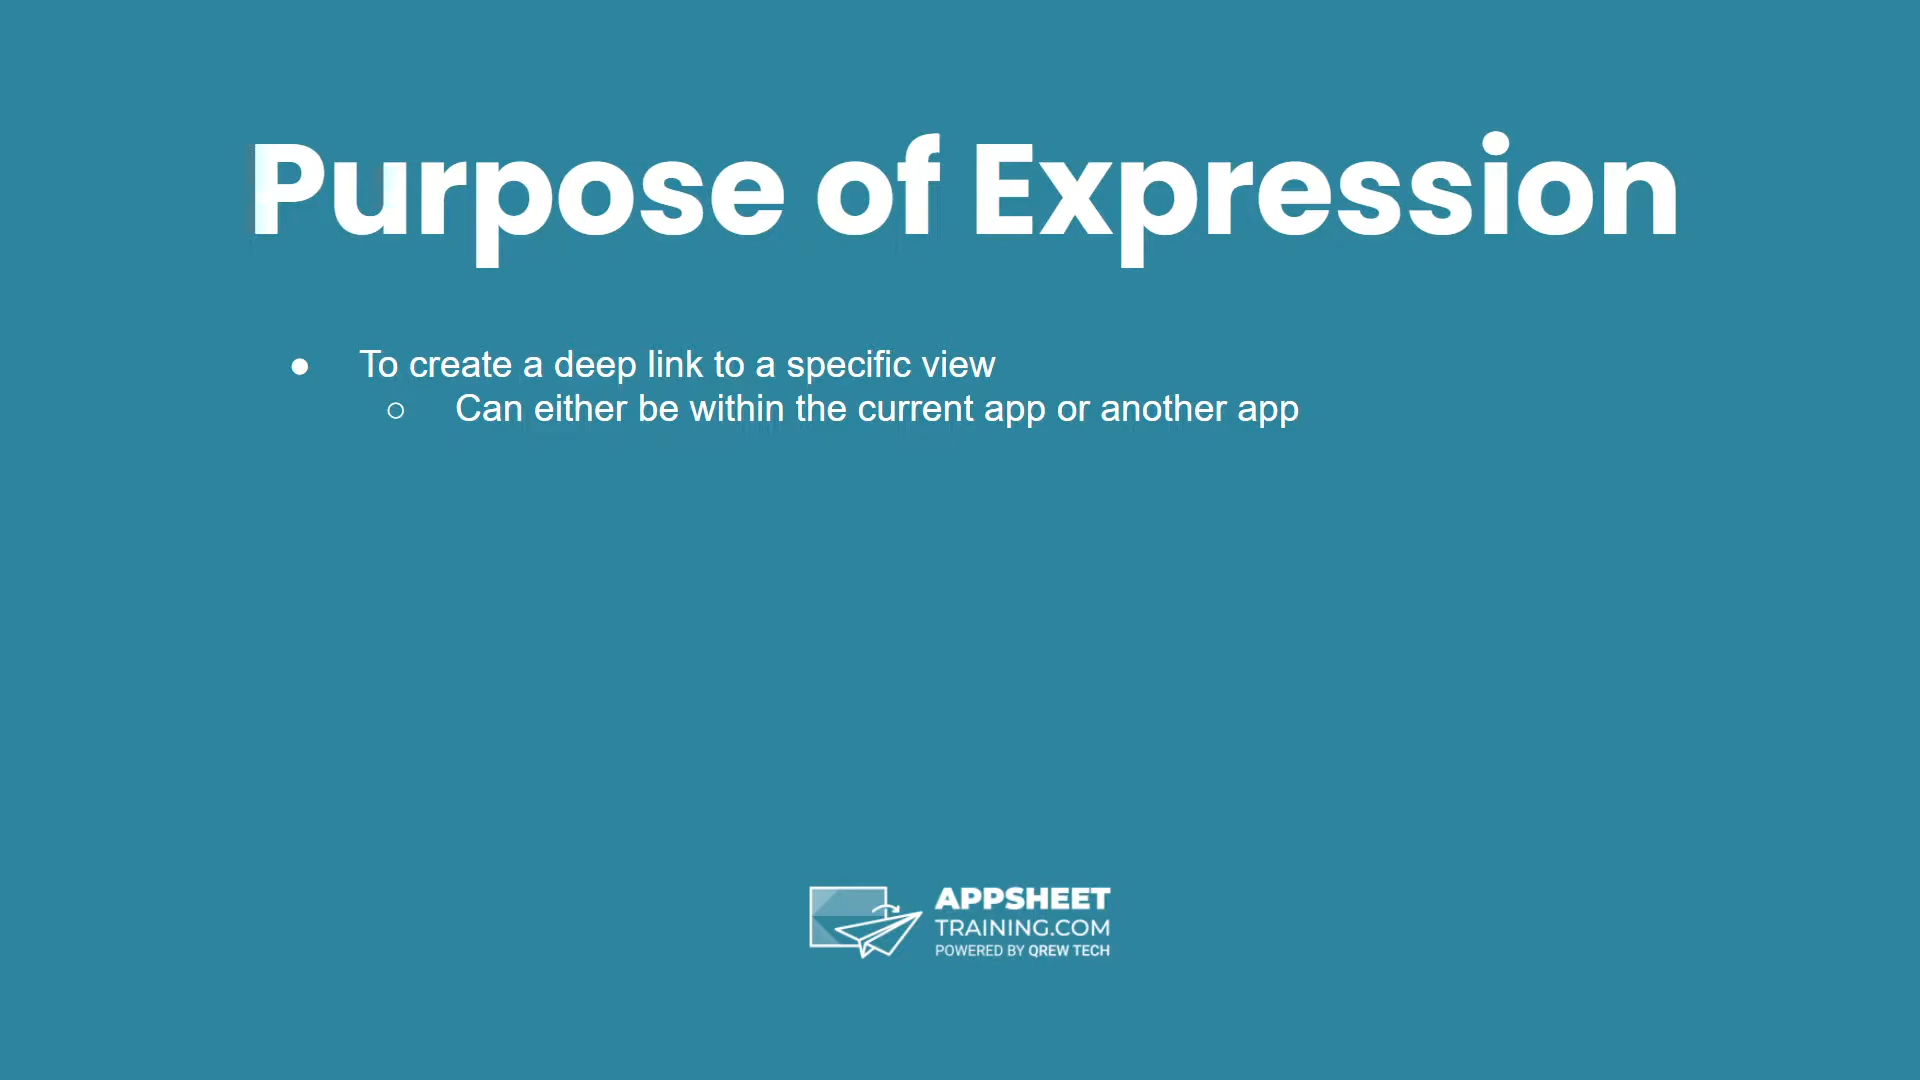 Purpose of Expression
● To create a deep link to a specific view
○ Can either be within the current app or another app
APPSHEET
TRAINING.COM
POWERED BY QREW TECH